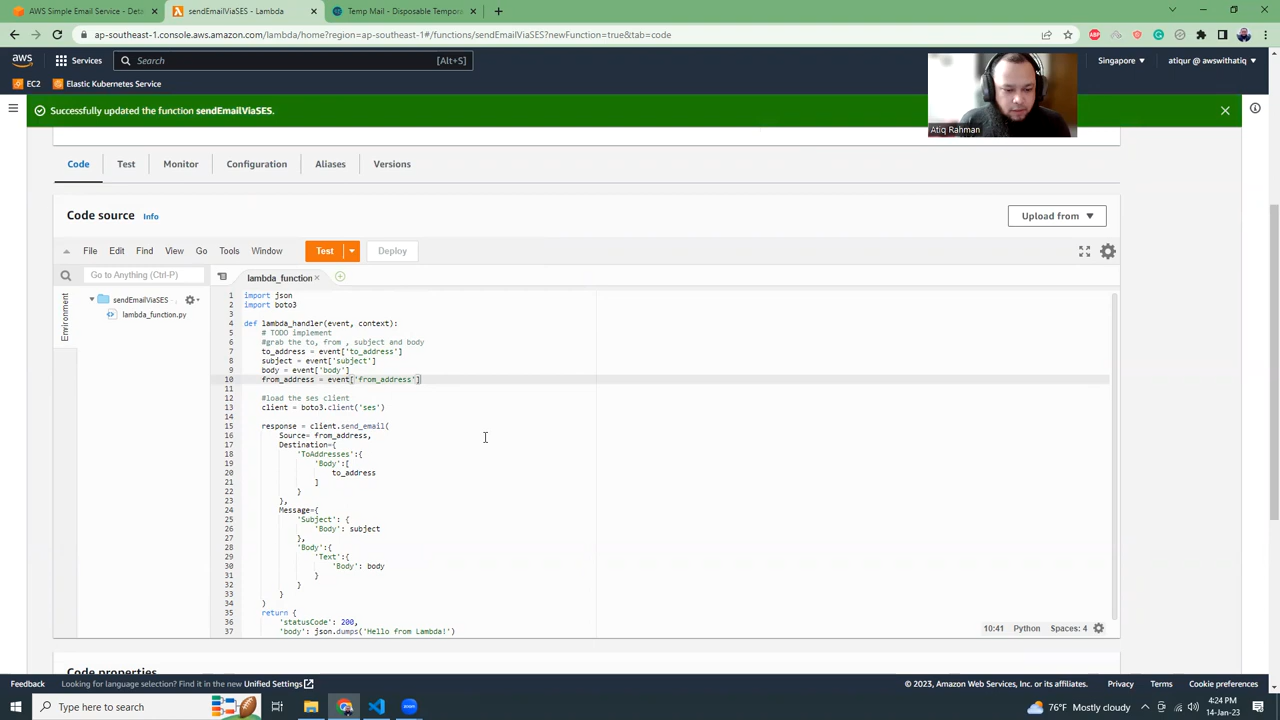 AWS Simple Email Service - Deta
sendEmailViaSES - Lambda
Temp Mail - Disposable Temporar
ap-southeast-1.console.aws.amazon.com/lambda/home?region=ap-southeast-1#/functions/sendEmailViaSES?newFunction=true&tab=code
aws
Services
Search
[Alt+S]
Singapore
atiqur @ awswithatiq
EC2
Elastic Kubernetes Service
Successfully updated the function sendEmailViaSES.
Atiq Rahman
Code
Test
Monitor
Configuration
Aliases
Versions
Code source
Info
Upload from
File
Edit
Find
View
Go
Tools
Window
Test
Deploy
Go to Anything (Ctrl-P)
lambda_function
Environment
sendEmailViaSES
lambda_function.py
1 import json
2 import boto3
3
4 def lambda_handler(event, context):
5 # TODO implement
6 #grab the to, from , subject and body
7 to_address = event['to_address']
8 subject = event['subject']
9 body = event['body']
10 from_address = event['from_address']
11
12 #load the ses client
13 client = boto3.client('ses')
14
15 response = client.send_email(
16 Source= from_address,
17 Destination={
18 'ToAddresses':{
19 'Body':[
20 to_address
21 ]
22 }
23 },
24 Message={
25 'Subject': {
26 'Body': subject
27 },
28 'Body':{
29 'Text':{
30 'Body': body
31 }
32 }
33 }
34 )
35 return {
36 'statusCode': 200,
37 'body': json.dumps('Hello from Lambda!')
10:41
Python
Spaces: 4
Code properties
Feedback
Looking for language selection? Find it in the new Unified Settings
© 2023, Amazon Web Services, Inc. or its affiliates.
Privacy
Terms
Cookie preferences
Type here to search
zoom
76°F Mostly cloudy
4:24 PM
14-Jan-23